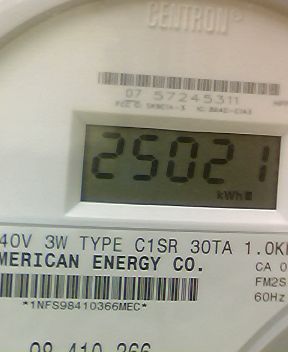 CENTRON®
07 57245311
25021
kWh
40V 3W TYPE C1SR 30TA 1.0K
MERICAN ENERGY CO.
CA 0
FM2S
60Hz
*1NFS98410366MEC*
98 410 366